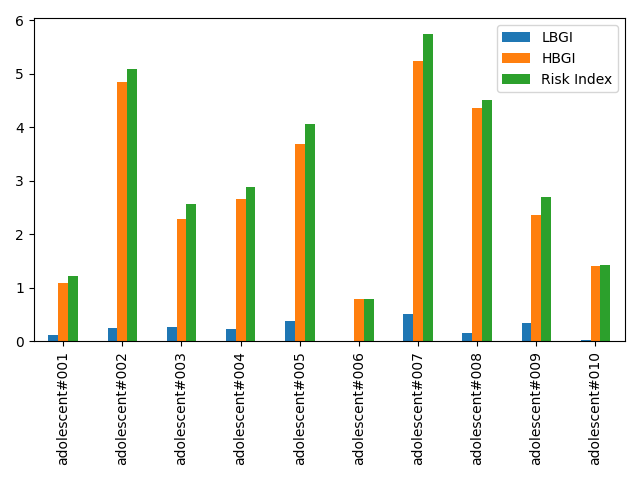 6
5
4
3
2
1
0
LBGI
HBGI
Risk Index
adolescent#001
adolescent#002
adolescent#003
adolescent#004
adolescent#005
adolescent#006
adolescent#007
adolescent#008
adolescent#009
adolescent#010